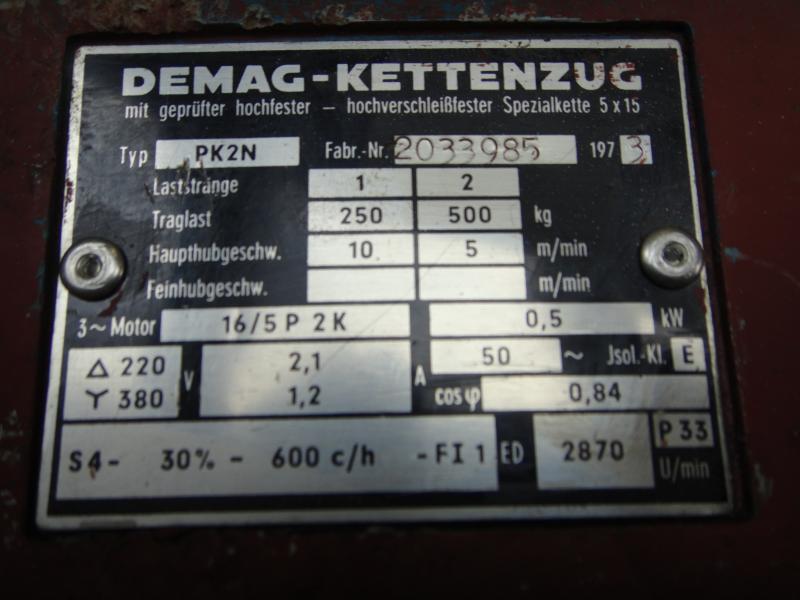 DEMAG-KETTENZUG
mit geprüfter hochfester – hochverschleißfester Spezialkette 5 x 15
Typ PK2N Fabr.-Nr. 2033985 197 3
Laststränge 1 2
Traglast 250 500 kg
Haupthubgeschw. 10 5 m/min
Feinhubgeschw. m/min
3~ Motor 16/5 P 2 K 0,5 kW
△ 220 V 2,1 A 50 ~ Jsol.-Kl. E
Y 380 1,2 cos φ 0,84
S4- 30% - 600 c/h -FI 1 ED 2870 P 33
U/min